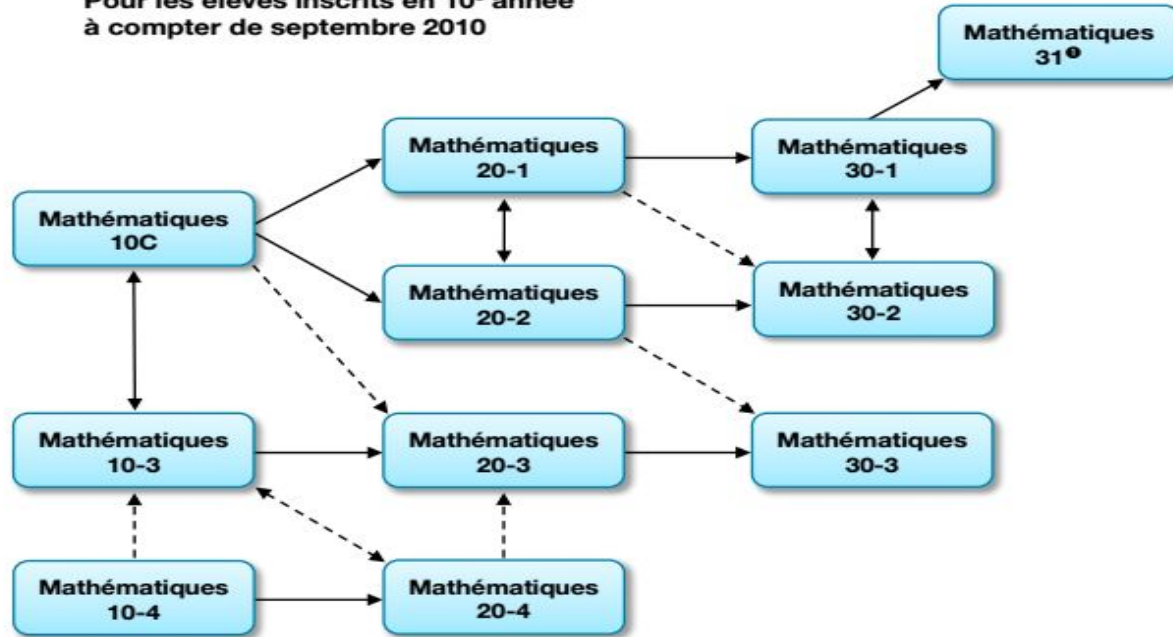 Pour les élèves inscrits en 10e année
à compter de septembre 2010
Mathématiques
31❶
Mathématiques
20-1
Mathématiques
30-1
Mathématiques
10C
Mathématiques
20-2
Mathématiques
30-2
Mathématiques
10-3
Mathématiques
20-3
Mathématiques
30-3
Mathématiques
10-4
Mathématiques
20-4